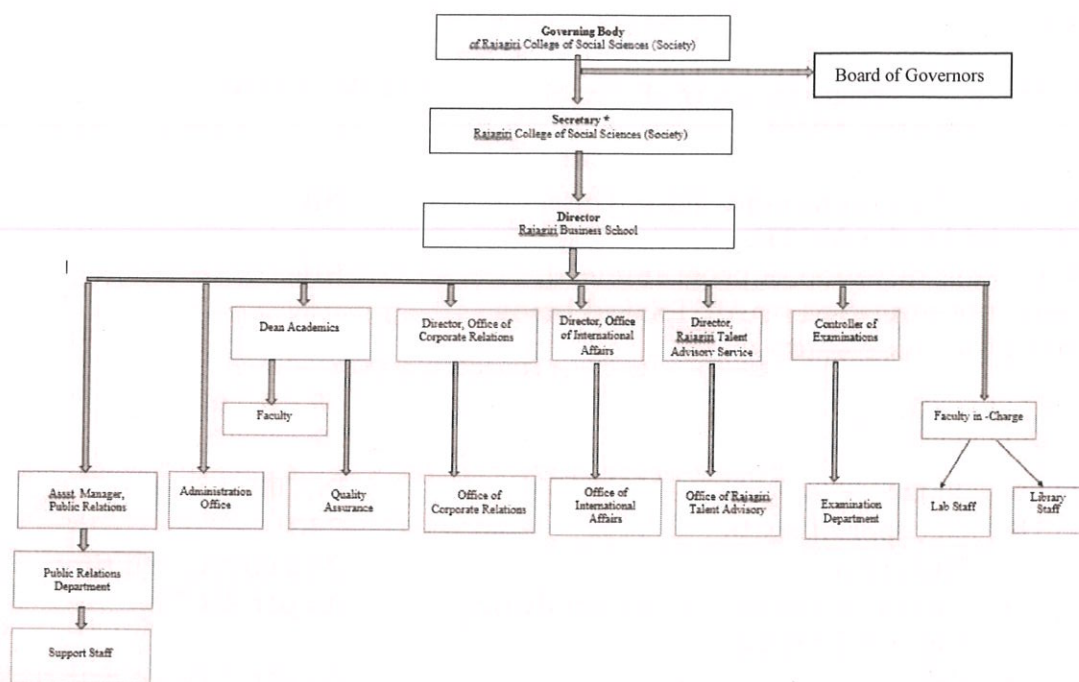 Governing Body
of Rajagiri College of Social Sciences (Society)
Board of Governors
Secretary *
Rajagiri College of Social Sciences (Society)
Director
Rajagiri Business School
Dean Academics
Director, Office of
Corporate Relations
Director, Office
of International
Affairs
Director,
Rajagiri Talent
Advisory Service
Controller of
Examinations
Faculty
Faculty in -Charge
Assst. Manager,
Public Relations
Administration
Office
Quality
Assurance
Office of
Corporate Relations
Office of
International
Affairs
Office of Rajagiri
Talent Advisory
Examination
Department
Lab Staff
Library
Staff
Public Relations
Department
Support Staff